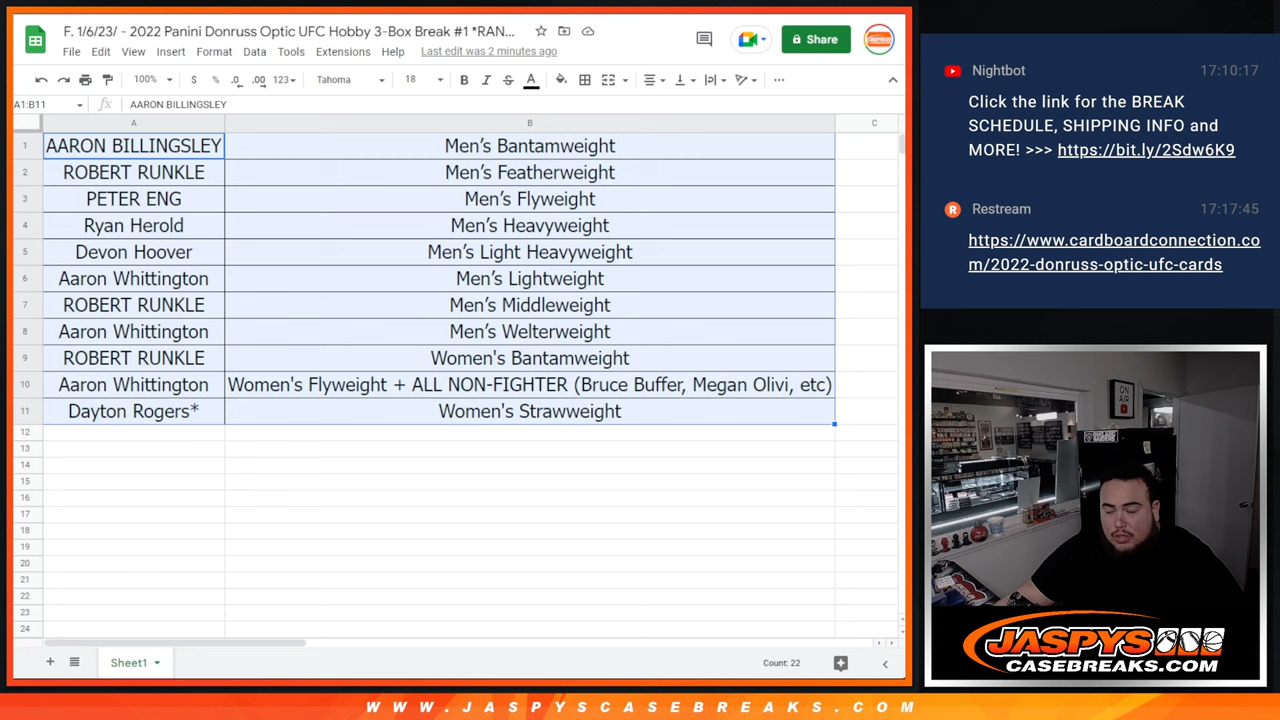 F. 1/6/23/ - 2022 Panini Donruss Optic UFC Hobby 3-Box Break #1 *RAN...
File Edit View Insert Format Data Tools Extensions Help Last edit was 2 minutes ago
Share
100% $ % .0 .00 123 Tahoma 18 B I S A
A1:B11 fx AARON BILLINGSLEY
A B C
1 AARON BILLINGSLEY Men’s Bantamweight
2 ROBERT RUNKLE Men’s Featherweight
3 PETER ENG Men’s Flyweight
4 Ryan Herold Men’s Heavyweight
5 Devon Hoover Men’s Light Heavyweight
6 Aaron Whittington Men’s Lightweight
7 ROBERT RUNKLE Men’s Middleweight
8 Aaron Whittington Men’s Welterweight
9 ROBERT RUNKLE Women's Bantamweight
10 Aaron Whittington Women's Flyweight + ALL NON-FIGHTER (Bruce Buffer, Megan Olivi, etc)
11 Dayton Rogers* Women's Strawweight
12
13
14
15
16
17
18
19
20
21
22
23
24
Sheet1 Count: 22
Nightbot 17:10:17
Click the link for the BREAK
SCHEDULE, SHIPPING INFO and
MORE! >>> https://bit.ly/2Sdw6K9
Restream 17:17:45
https://www.cardboardconnection.co
m/2022-donruss-optic-ufc-cards
ON
AIR
JASPYS
CASEBREAKS.COM
WWW.JASPYSCASEBREAKS.COM